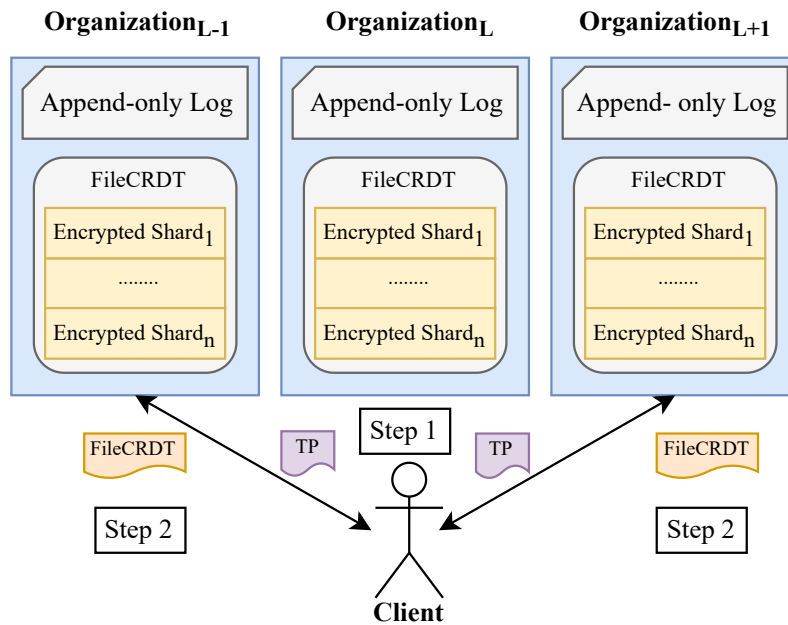 Organization_L-1 Organization_L Organization_L+1
Append-only Log Append-only Log Append- only Log
FileCRDT FileCRDT FileCRDT
Encrypted Shard_1 Encrypted Shard_1 Encrypted Shard_1
........ ........ ........
Encrypted Shard_n Encrypted Shard_n Encrypted Shard_n
Step 1
FileCRDT TP TP FileCRDT
Step 2 Step 2
Client